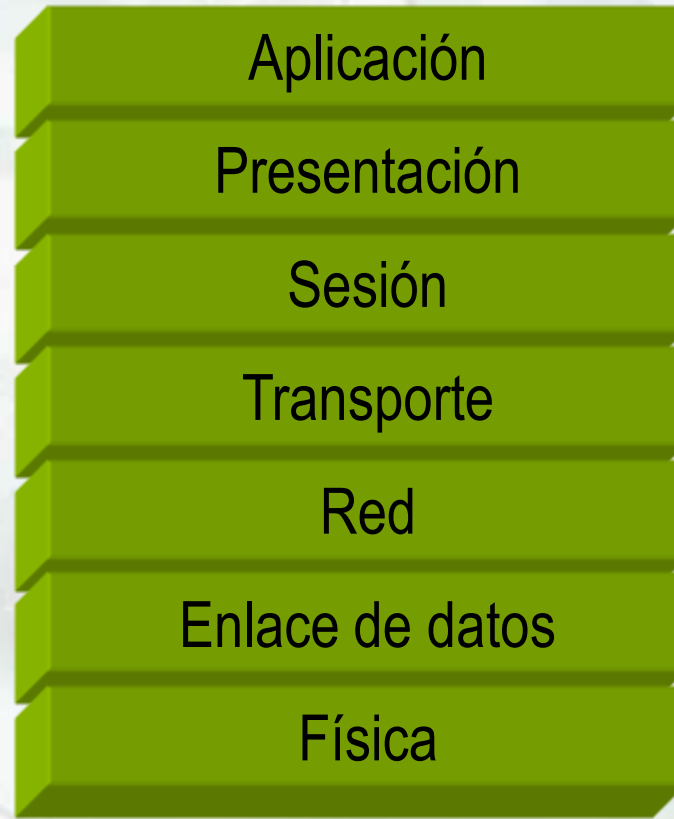 Aplicación
Presentación
Sesión
Transporte
Red
Enlace de datos
Física